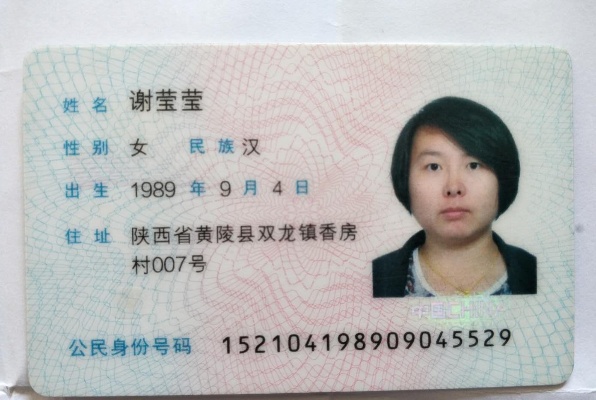 姓名 谢莹莹
性别 女 民族 汉
出生 1989 年 9 月 4 日
住址 陕西省黄陵县双龙镇香房
村007号
公民身份号码 152104198909045529